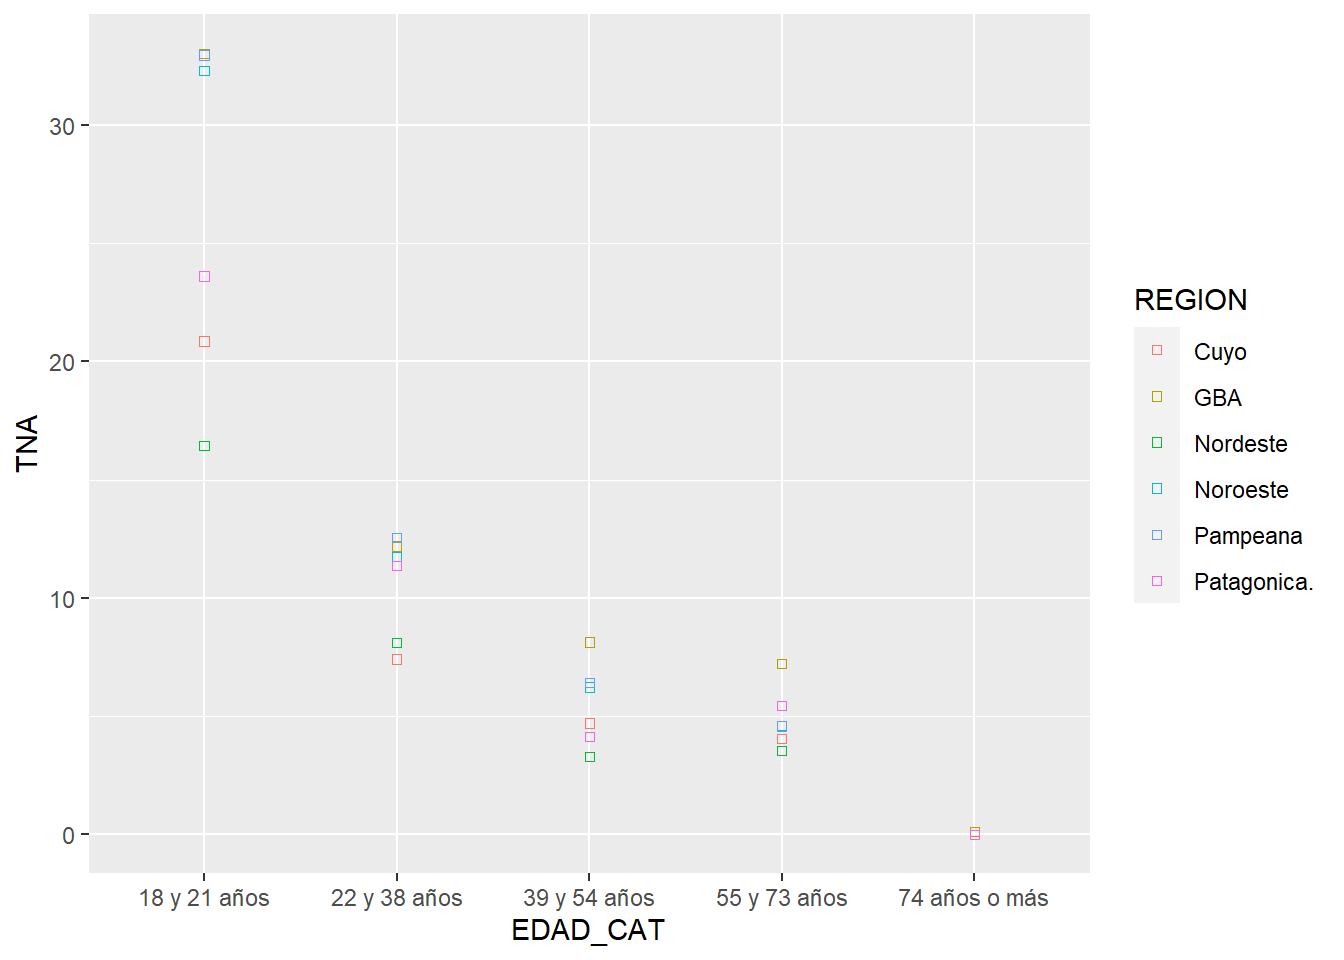 30
20
10
0
TNA
18 y 21 años
22 y 38 años
39 y 54 años
55 y 73 años
74 años o más
EDAD_CAT
REGION
Cuyo
GBA
Nordeste
Noroeste
Pampeana
Patagonica.